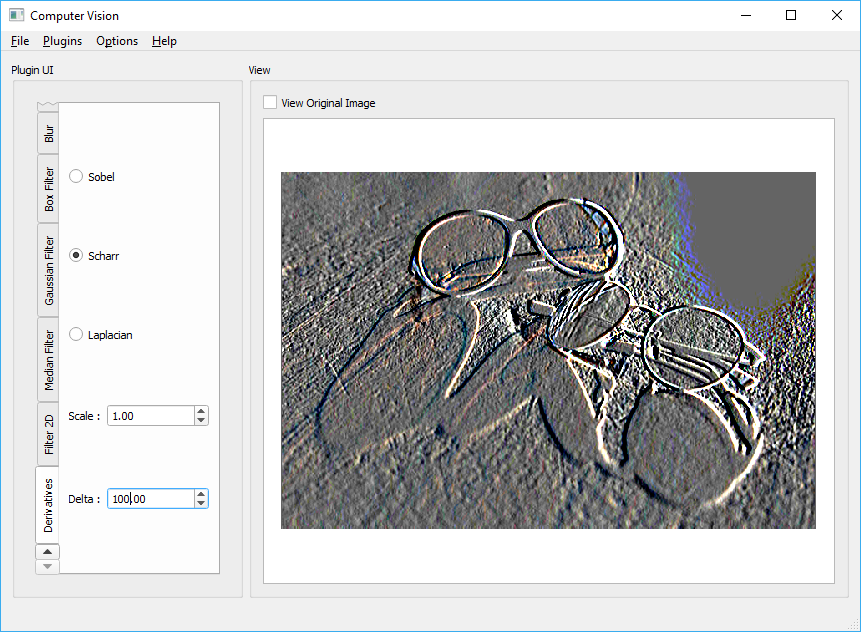 Computer Vision
File Plugins Options Help
Plugin UI
View
View Original Image
Blur
Box Filter
Gaussian Filter
Median Filter
Filter 2D
Derivatives
Sobel
Scharr
Laplacian
Scale : 1.00
Delta : 100.00